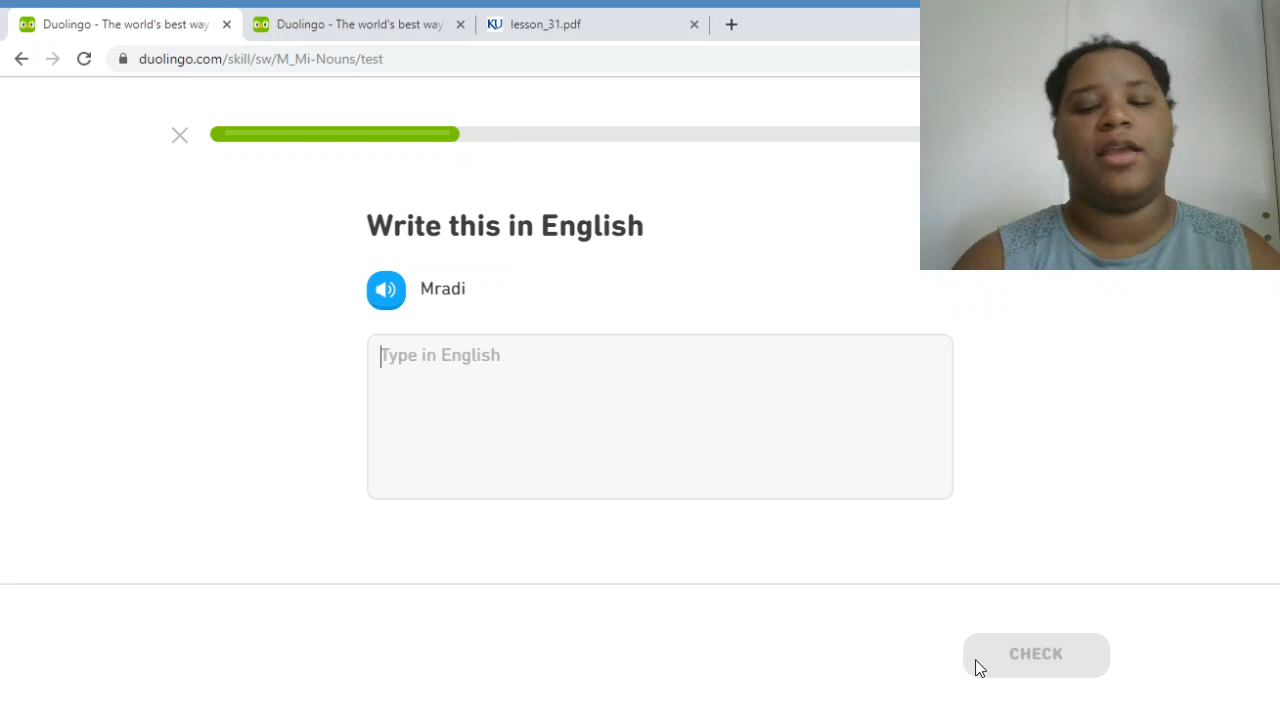 Duolingo - The world's best way
Duolingo - The world's best way
KU lesson_31.pdf
duolingo.com/skill/sw/M_Mi-Nouns/test
Write this in English
Mradi
Type in English
CHECK